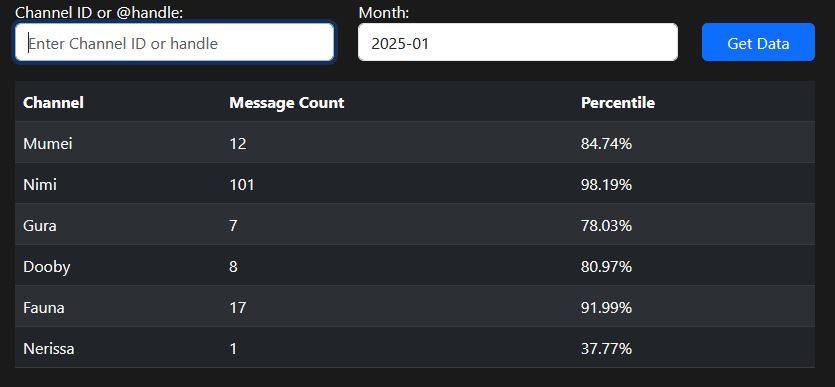 Channel ID or @handle: Month:
Enter Channel ID or handle 2025-01 Get Data
Channel Message Count Percentile
Mumei 12 84.74%
Nimi 101 98.19%
Gura 7 78.03%
Dooby 8 80.97%
Fauna 17 91.99%
Nerissa 1 37.77%